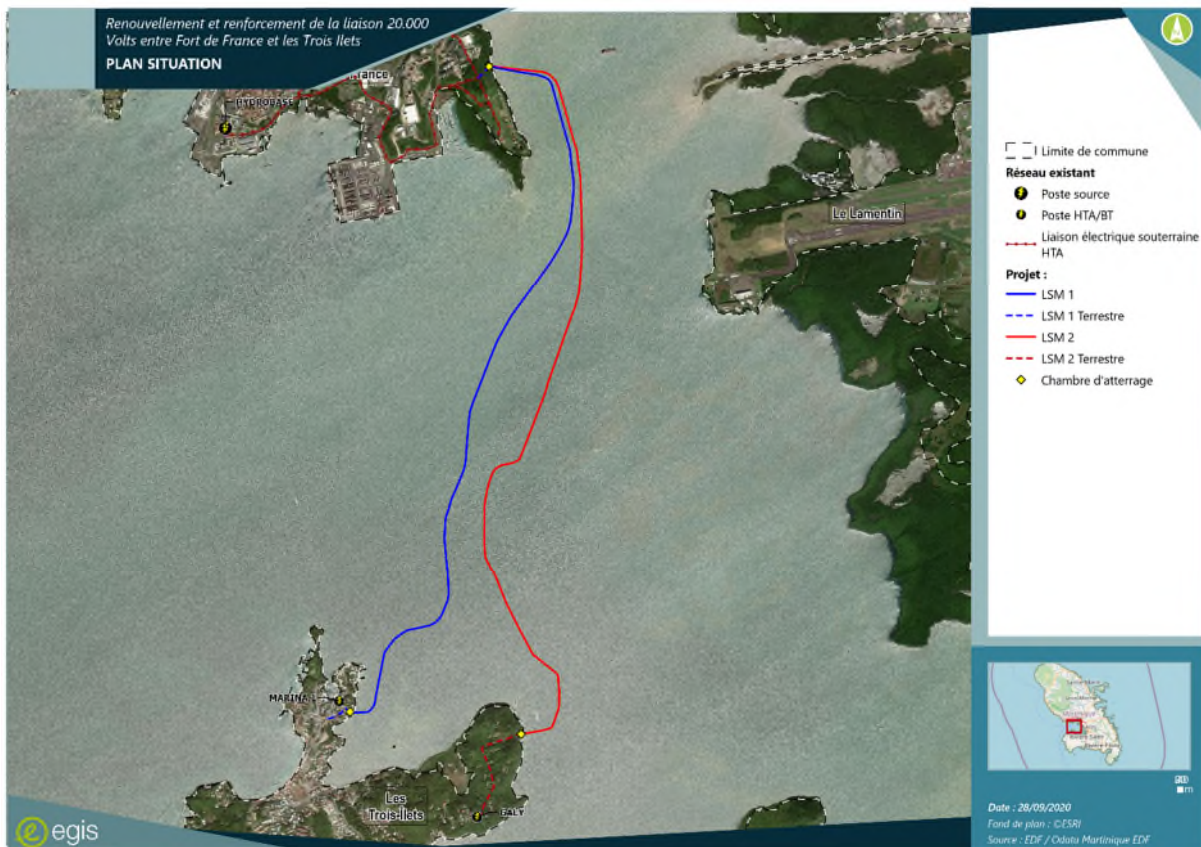 Renouvellement et renforcement de la liaison 20.000
Volts entre Fort de France et les Trois Ilets
PLAN SITUATION
France
HYDROBASE
Le Lamentin
MARINA
Les
Trois-Ilets
GALY
Limite de commune
Réseau existant
Poste source
Poste HTA/BT
Liaison électrique souterraine
HTA
Projet :
LSM 1
LSM 1 Terrestre
LSM 2
LSM 2 Terrestre
Chambre d'atterrage
m
Date : 28/09/2020
Fond de plan : ©ESRI
Source : EDF / Odata Martinique EDF
egis